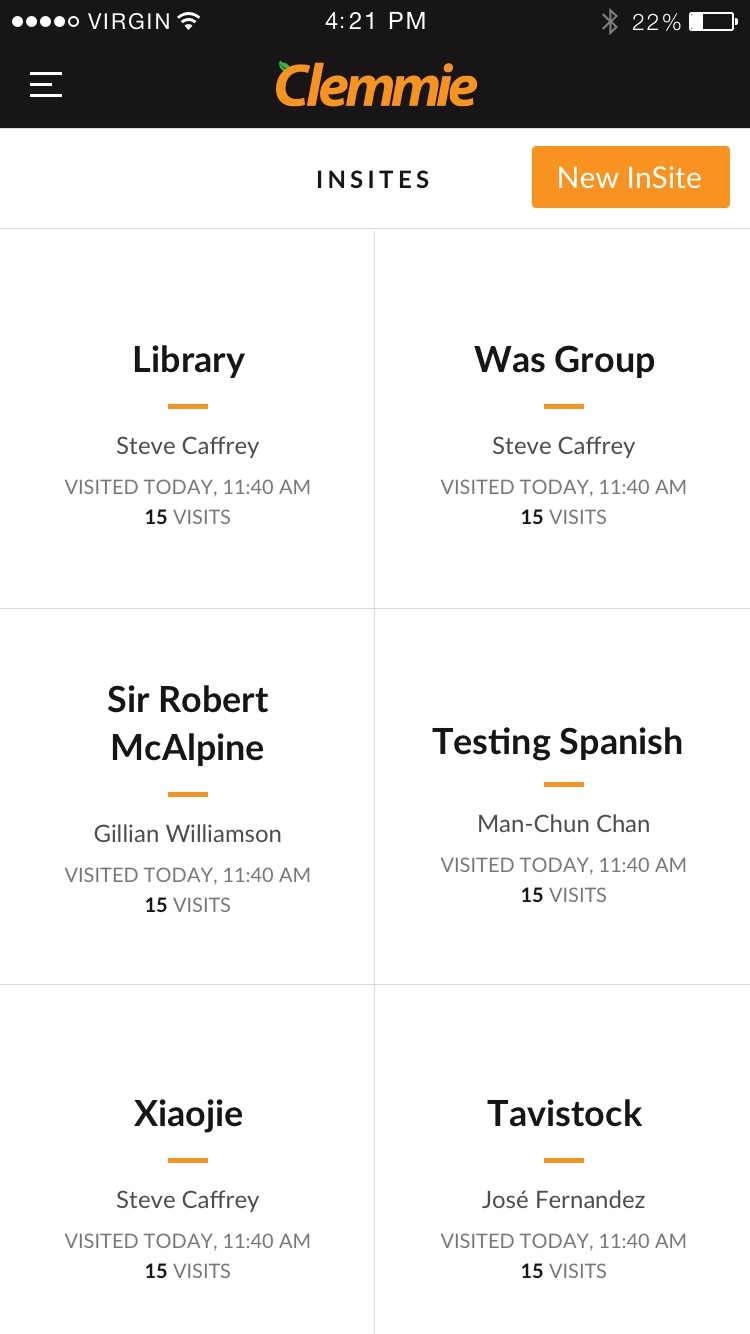 VIRGIN 4:21 PM 22%
Clemmie
INSITES New InSite
Library
Steve Caffrey
VISITED TODAY, 11:40 AM
15 VISITS
Was Group
Steve Caffrey
VISITED TODAY, 11:40 AM
15 VISITS
Sir Robert
McAlpine
Gillian Williamson
VISITED TODAY, 11:40 AM
15 VISITS
Testing Spanish
Man-Chun Chan
VISITED TODAY, 11:40 AM
15 VISITS
Xiaojie
Steve Caffrey
VISITED TODAY, 11:40 AM
15 VISITS
Tavistock
José Fernandez
VISITED TODAY, 11:40 AM
15 VISITS